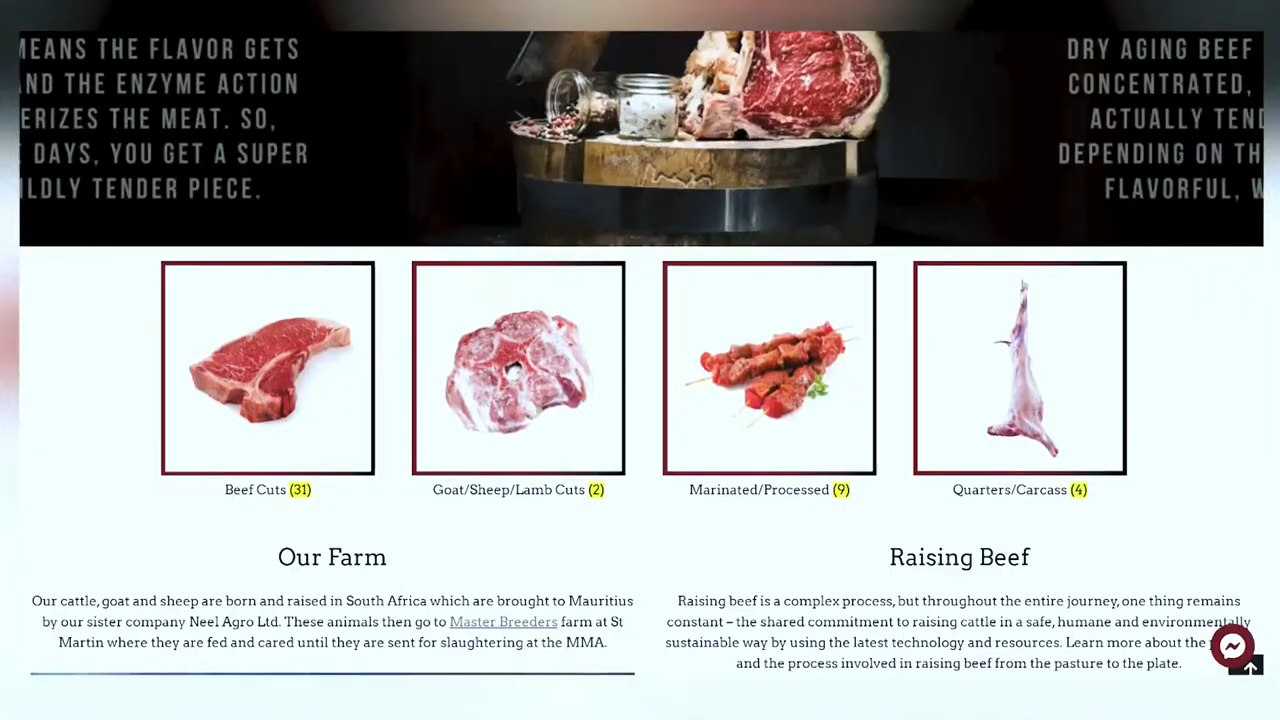 MEANS THE FLAVOR GETS
AND THE ENZYME ACTION
ERIZES THE MEAT. SO,
DAYS, YOU GET A SUPER
ILDLY TENDER PIECE.
DRY AGING BEEF
CONCENTRATED,
ACTUALLY TEND
DEPENDING ON TH
FLAVORFUL, W
Beef Cuts (31)
Goat/Sheep/Lamb Cuts (2)
Marinated/Processed (9)
Quarters/Carcass (4)
Our Farm
Our cattle, goat and sheep are born and raised in South Africa which are brought to Mauritius
by our sister company Neel Agro Ltd. These animals then go to Master Breeders farm at St
Martin where they are fed and cared until they are sent for slaughtering at the MMA.
Raising Beef
Raising beef is a complex process, but throughout the entire journey, one thing remains
constant – the shared commitment to raising cattle in a safe, humane and environmentally
sustainable way by using the latest technology and resources. Learn more about the
and the process involved in raising beef from the pasture to the plate.